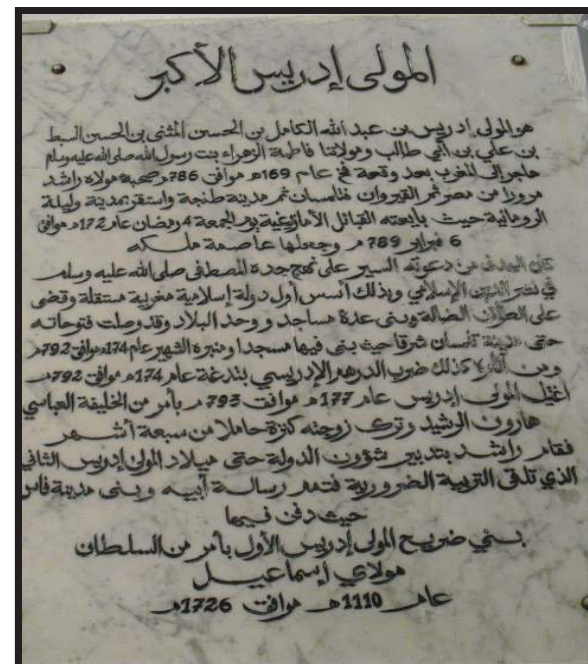 المولى إدريس الأكبر
هو المولى إدريس بن عبد الله الكامل بن الحسن المثنى بن الحسن السبط
بن علي بن أبي طالب ومولاتنا فاطمة الزهراء بنت رسول الله صلى الله عليه وسلم
هاجر إلى المغرب بعد وقعة فخ عام 169هـ موافق 786م صحبة مولاه راشد
مرورا من مصر ثم القيروان فتلمسان ثم مدينة طنجة واستقر بمدينة وليلة
الرومانية حيث بايعته القبائل الأمازيغية يوم الجمعة 4 رمضان عام 172هـ موافق
6 فبراير 789م وجعلها عاصمة ملكه
كان الهدف من دعوته السير على نهج جده المصطفى صلى الله عليه وسلم
في نشر الدين الإسلامي وبذلك أسس أول دولة إسلامية مغربية مستقلة وقضى
على الطوائف الضالة وبنى عدة مساجد ووحد البلاد وقد وصلت فتوحاته
حتى مدينة تلمسان شرقا حيث بنى فيها مسجدا ومنبره الشهير عام 174هـ موافق 792م
ومن آثاره كذلك ضرب الدرهم الإدريسي بتدغة عام 174هـ موافق 792م
أغتيل المولى إدريس عام 177هـ موافق 793م بأمر من الخليفة العباسي
هارون الرشيد وترك زوجته كنزة حاملا من سبعة أشهر
فقام راشد بتدبير شؤون الدولة حتى ميلاد المولى إدريس الثاني
الذي تلقى التربية الضرورية فتمم رسالة أبيه وبنى مدينة فاس
حيث دفن فيها
بني ضريح المولى إدريس الأول بأمر من السلطان
مولاي إسماعيل
عام 1110هـ موافق 1726م